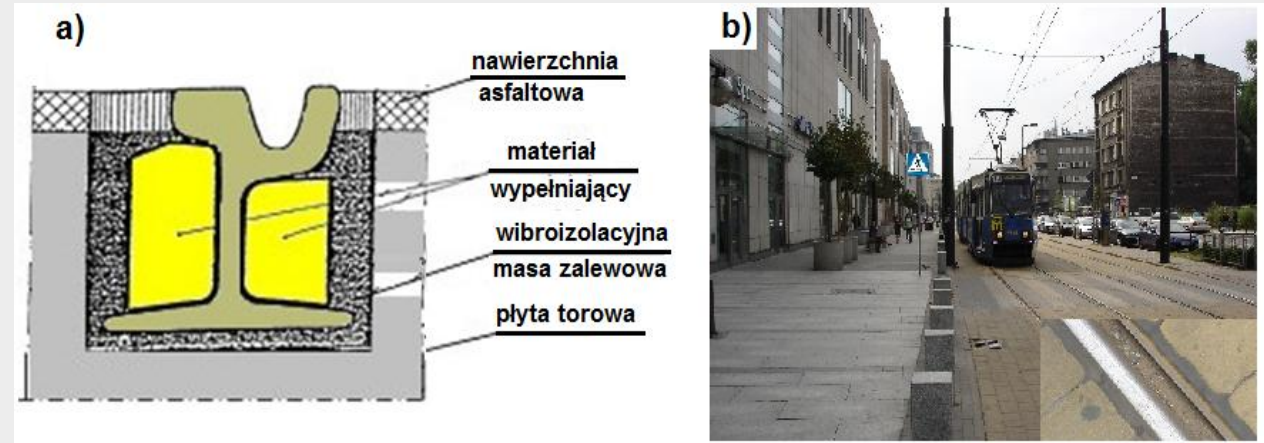 a)
nawierzchnia
asfaltowa
materiał
wypełniający
wibroizolacyjna
masa zalewowa
płyta torowa
b)